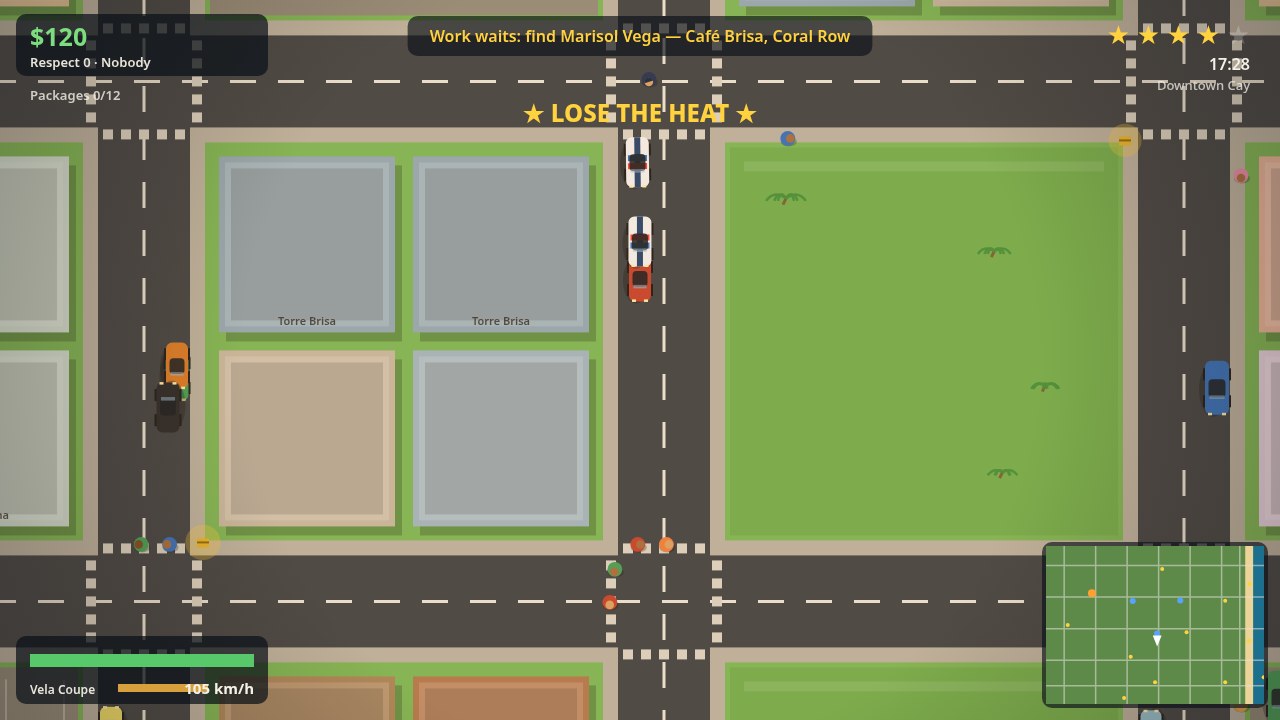 $120
Respect 0 · Nobody
Packages 0/12
Work waits: find Marisol Vega — Café Brisa, Coral Row
17:28
Downtown Cay
★ LOSE THE HEAT ★
Torre Brisa
Torre Brisa
Vela Coupe
105 km/h